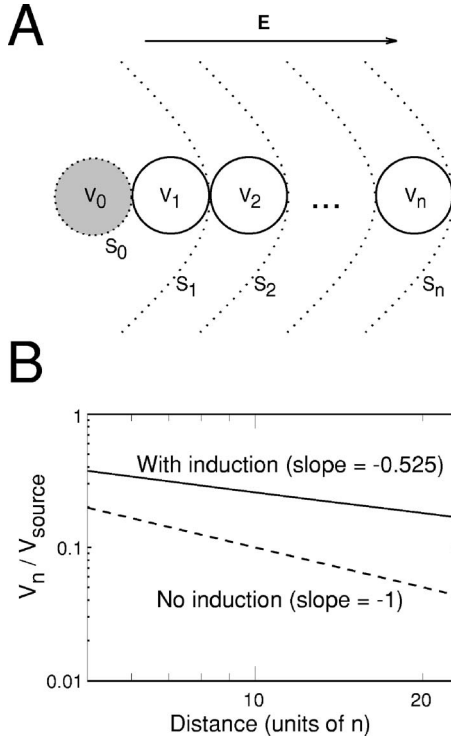 A
E
V0 V1 V2 ... Vn
S0
S1 S2 Sn
B
1
With induction (slope = -0.525)
Vn / Vsource
0.1
No induction (slope = -1)
0.01
10 20
Distance (units of n)